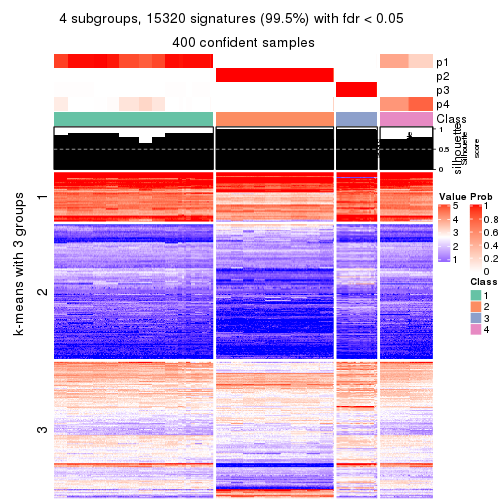 4 subgroups, 15320 signatures (99.5%) with fdr < 0.05
400 confident samples
p1
p2
p3
p4
Class
1
0.5
0
silhouette
Silhouette
score
k-means with 3 groups
1
2
3
Value
5
4
3
2
1
Prob
1
0.8
0.6
0.4
0.2
0
Class
1
2
3
4